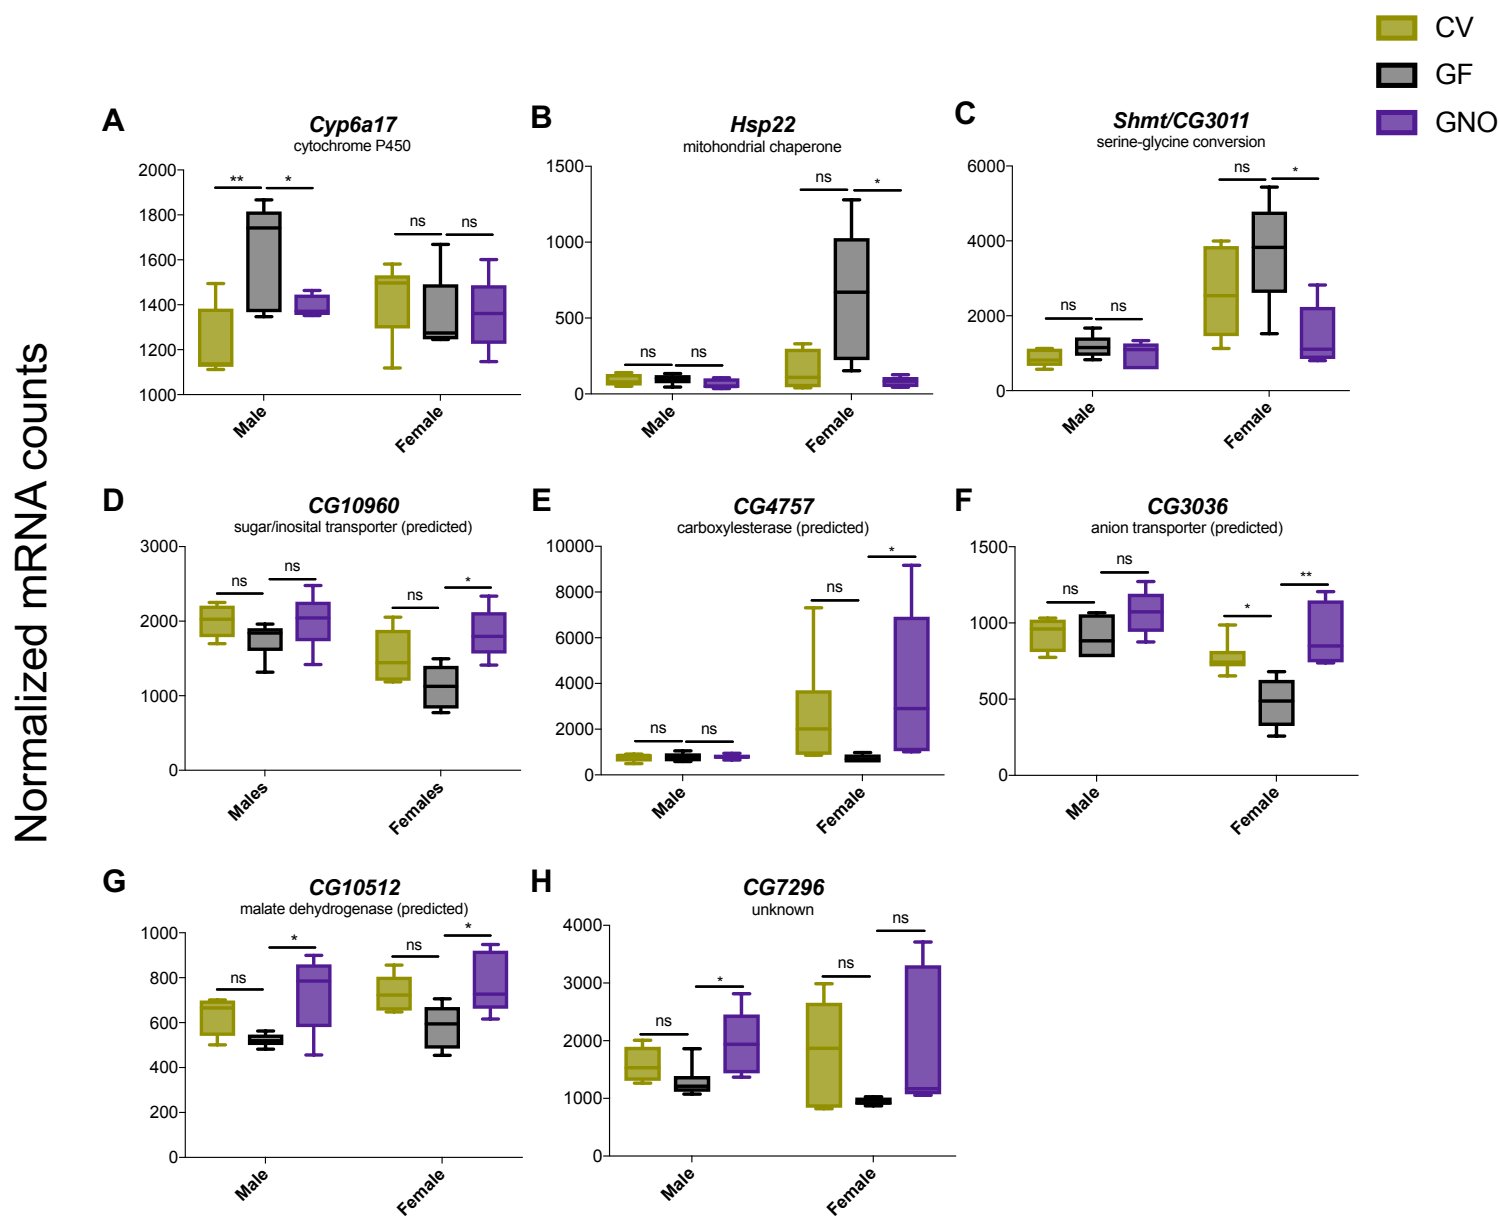 CV
GF
GNO
Normalized mRNA counts
A
Cyp6a17
cytochrome P450
2000
1800
1600
1400
1200
1000
**
*
ns
ns
Male
Female
B
Hsp22
mitohondrial chaperone
1500
1000
500
0
ns
ns
ns
*
Male
Female
C
Shmt/CG3011
serine-glycine conversion
6000
4000
2000
0
ns
ns
ns
*
Male
Female
D
CG10960
sugar/inosital transporter (predicted)
3000
2000
1000
0
ns
ns
ns
*
Males
Females
E
CG4757
carboxylesterase (predicted)
10000
8000
6000
4000
2000
0
ns
ns
ns
*
Male
Female
F
CG3036
anion transporter (predicted)
1500
1000
500
0
ns
ns
*
**
Male
Female
G
CG10512
malate dehydrogenase (predicted)
1000
800
600
400
200
0
ns
*
ns
*
Male
Female
H
CG7296
unknown
4000
3000
2000
1000
0
ns
*
ns
ns
Male
Female